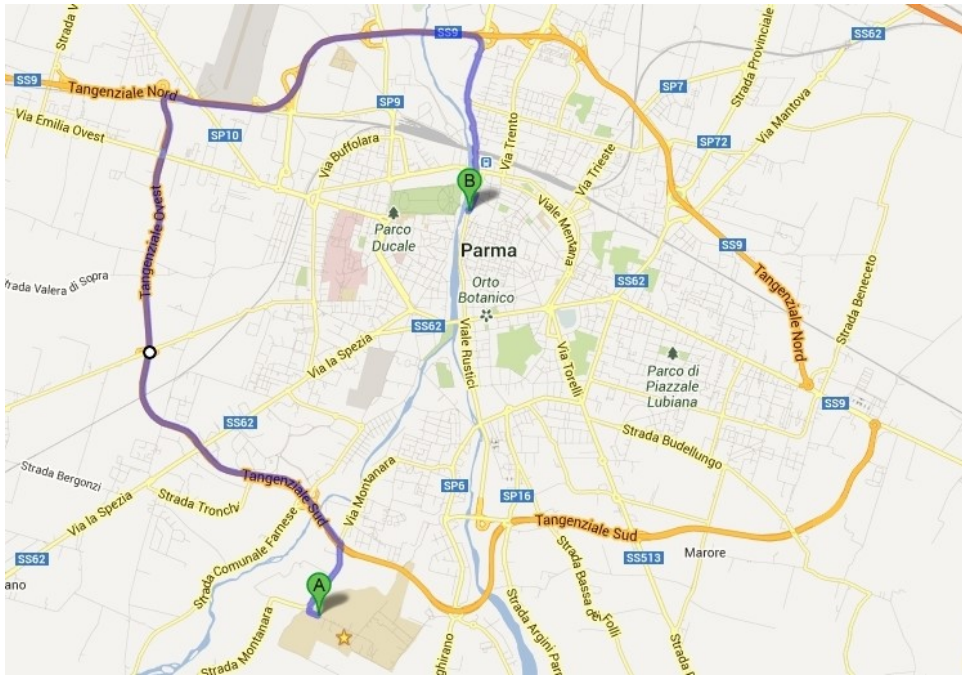 SS9
SS62
Strada V
Strada Provinciale
SS9
Tangenziale Nord
SP9
SP7
Via Emilia Ovest
SP10
Via Buffolara
Via Trento
Via Trieste
SP72
Via Mantova
B
Parco
Ducale
Viale Mentana
Tangenziale Ovest
Parma
SS9
Strada Beneceto
trada Valera di Sopra
Orto
Botanico
SS62
Tangenziale Nord
SS62
Via la Spezia
Viale Rustici
Via Torelli
Parco di
Piazzale
Lubiana
SS9
SS62
Strada Budellungo
Strada Bergonzi
Tangenziale Sud
Via Montanara
SP6
SP16
Via la Spezia
Strada Tronchi
Tangenziale Sud
Strada Comunale Farnese
SS62
SS513
Marore
ano
A
Strada Bassa dei
Folli
Strada Montanara
Strada Argini Parm
ghirano